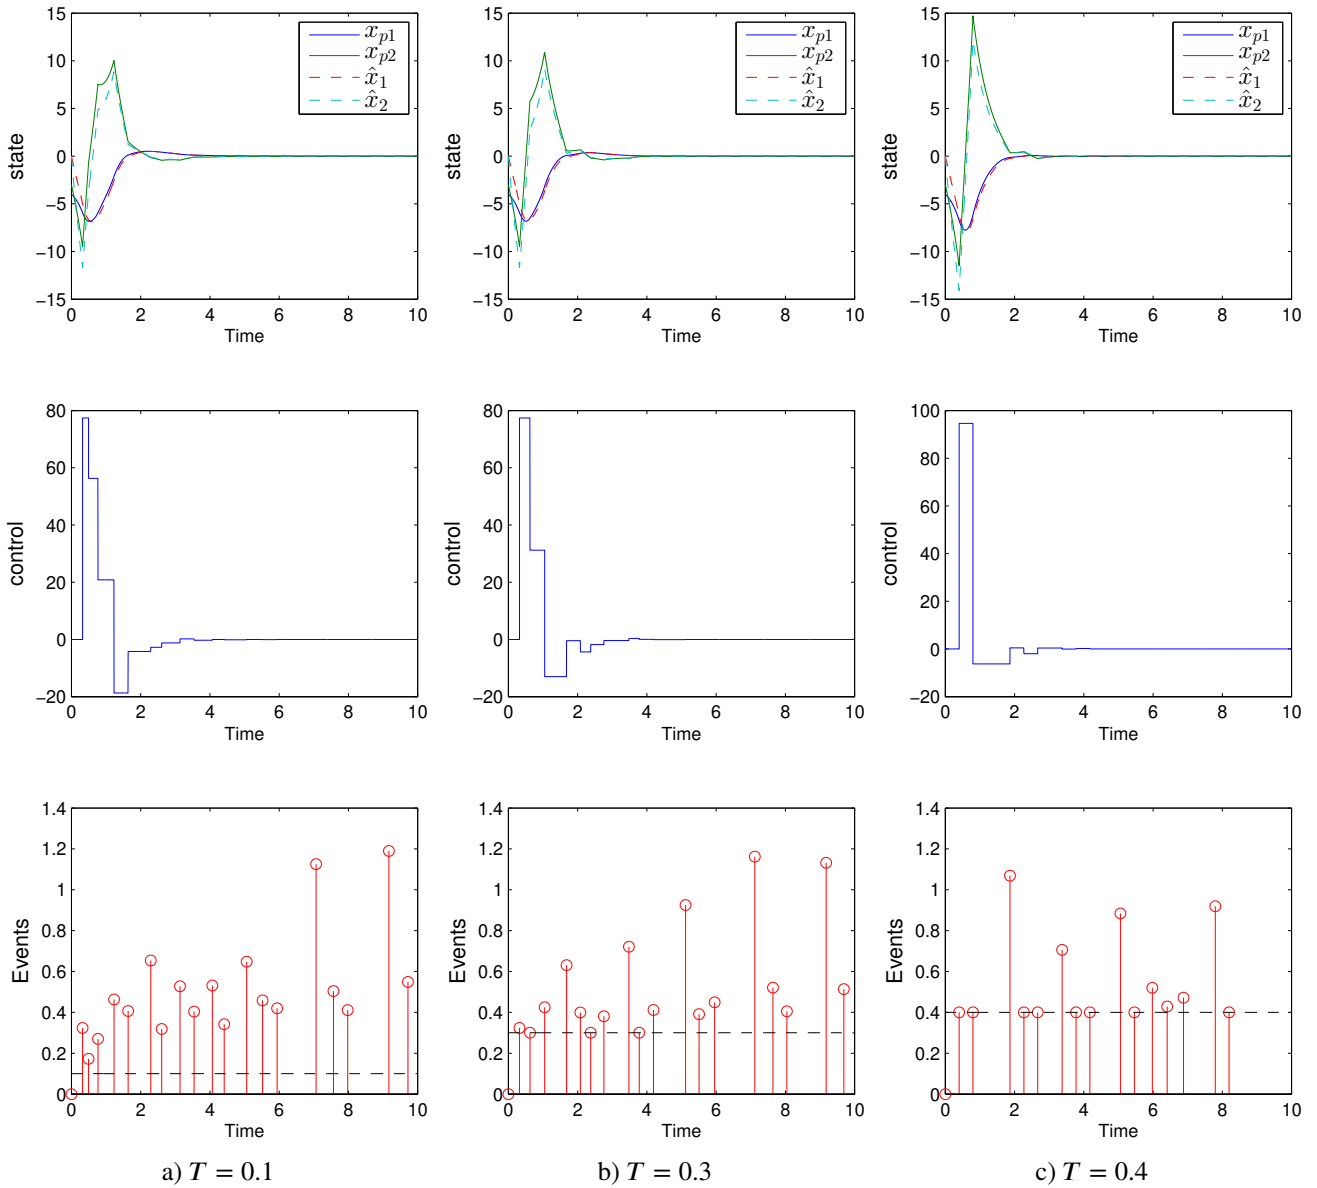 15
10
5
0
−5
−10
−15
state
0 2 4 6 8 10
Time
x_{p1}
x_{p2}
x̂_1
x̂_2
15
10
5
0
−5
−10
−15
state
0 2 4 6 8 10
Time
x_{p1}
x_{p2}
x̂_1
x̂_2
15
10
5
0
−5
−10
−15
state
0 2 4 6 8 10
Time
x_{p1}
x_{p2}
x̂_1
x̂_2
80
60
40
20
0
−20
control
0 2 4 6 8 10
Time
80
60
40
20
0
−20
control
0 2 4 6 8 10
Time
100
80
60
40
20
0
−20
control
0 2 4 6 8 10
Time
1.4
1.2
1
0.8
0.6
0.4
0.2
0
Events
0 2 4 6 8 10
Time
1.4
1.2
1
0.8
0.6
0.4
0.2
0
Events
0 2 4 6 8 10
Time
1.4
1.2
1
0.8
0.6
0.4
0.2
0
Events
0 2 4 6 8 10
Time
a) T = 0.1
b) T = 0.3
c) T = 0.4